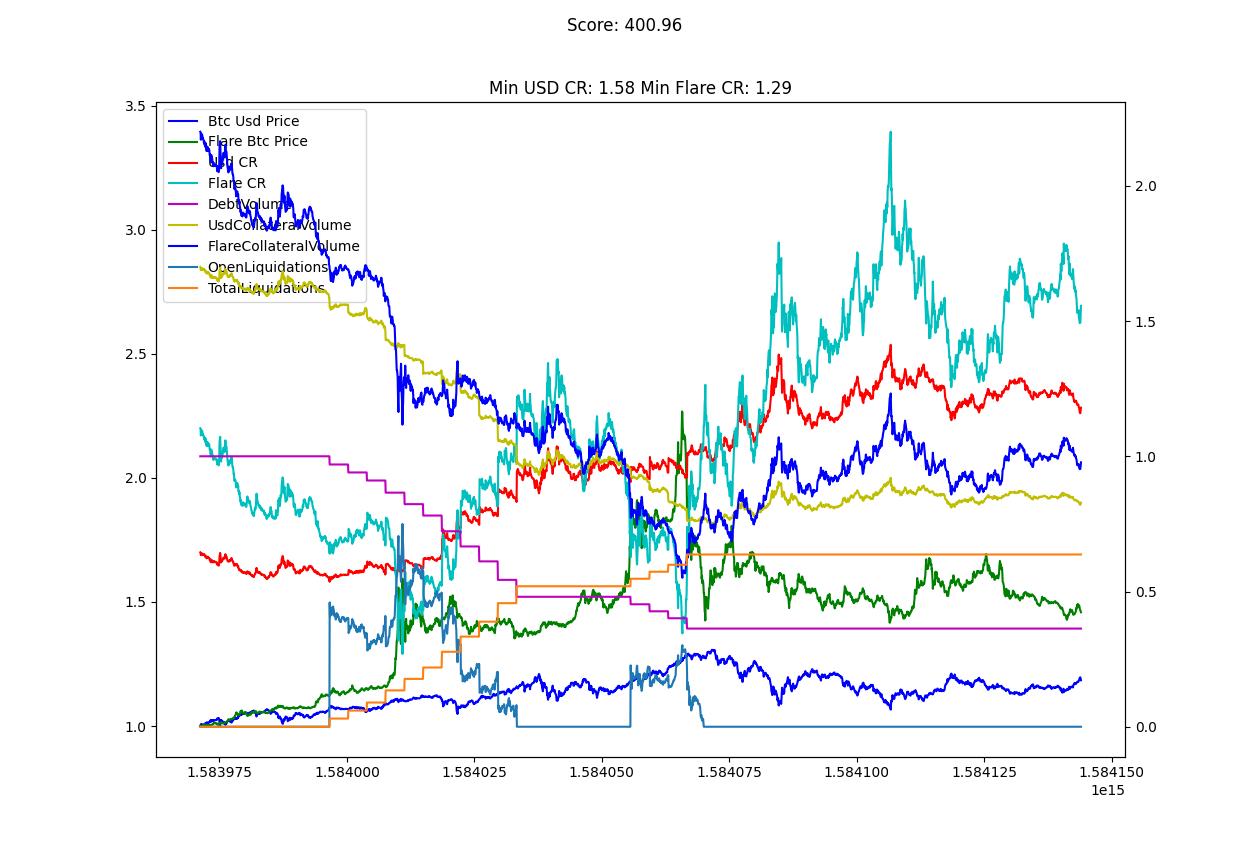 Score: 400.96
Min USD CR: 1.58 Min Flare CR: 1.29
3.5
3.0
2.5
2.0
1.5
1.0
Btc Usd Price
Flare Btc Price
Usd CR
Flare CR
DebtVolume
UsdCollateralVolume
FlareCollateralVolume
OpenLiquidations
TotalLiquidations
2.0
1.5
1.0
0.5
0.0
1.583975 1.584000 1.584025 1.584050 1.584075 1.584100 1.584125 1.584150
1e15